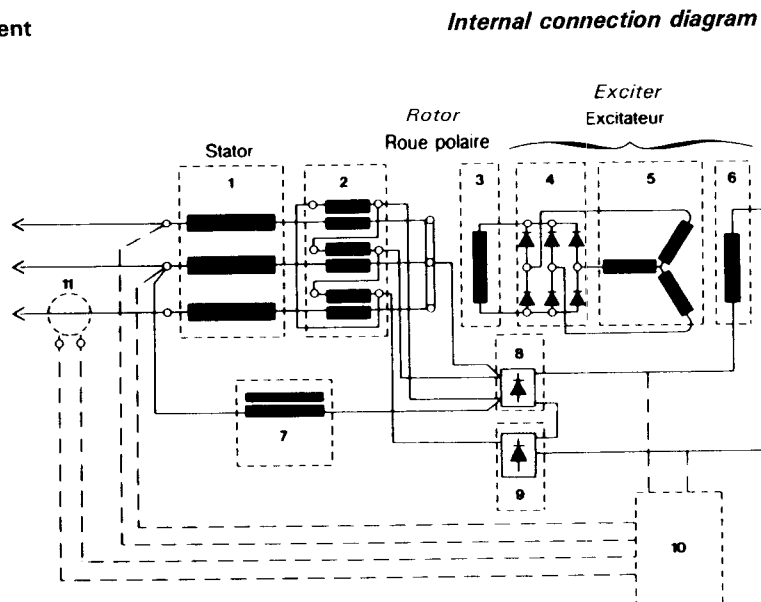 Internal connection diagram
Exciter
Excitateur
Rotor
Roue polaire
Stator
1
2
3
4
5
6
11
8
7
9
10